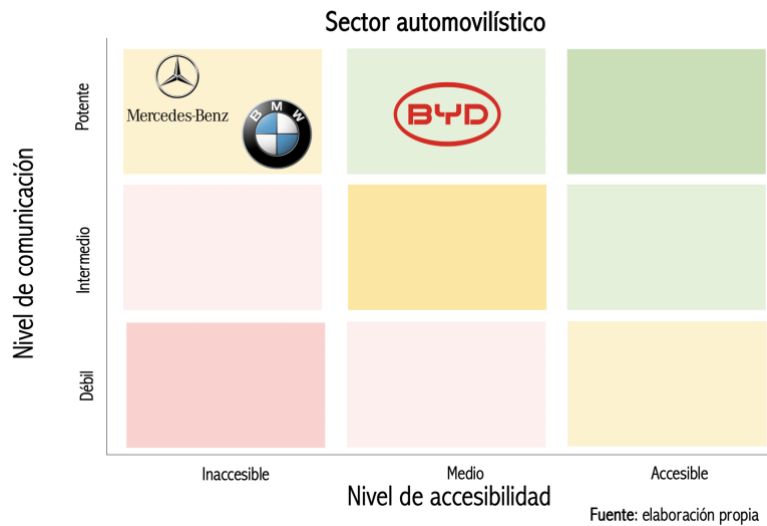 Sector automovilístico
Nivel de comunicación
Potente
Intermedio
Débil
Mercedes-Benz
BMW
BYD
Inaccesible
Medio
Accesible
Nivel de accesibilidad
Fuente: elaboración propia